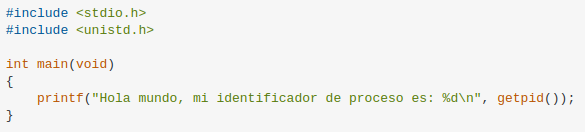 #include <stdio.h>
#include <unistd.h>

int main(void)
{
    printf("Hola mundo, mi identificador de proceso es: %d\n", getpid());
}